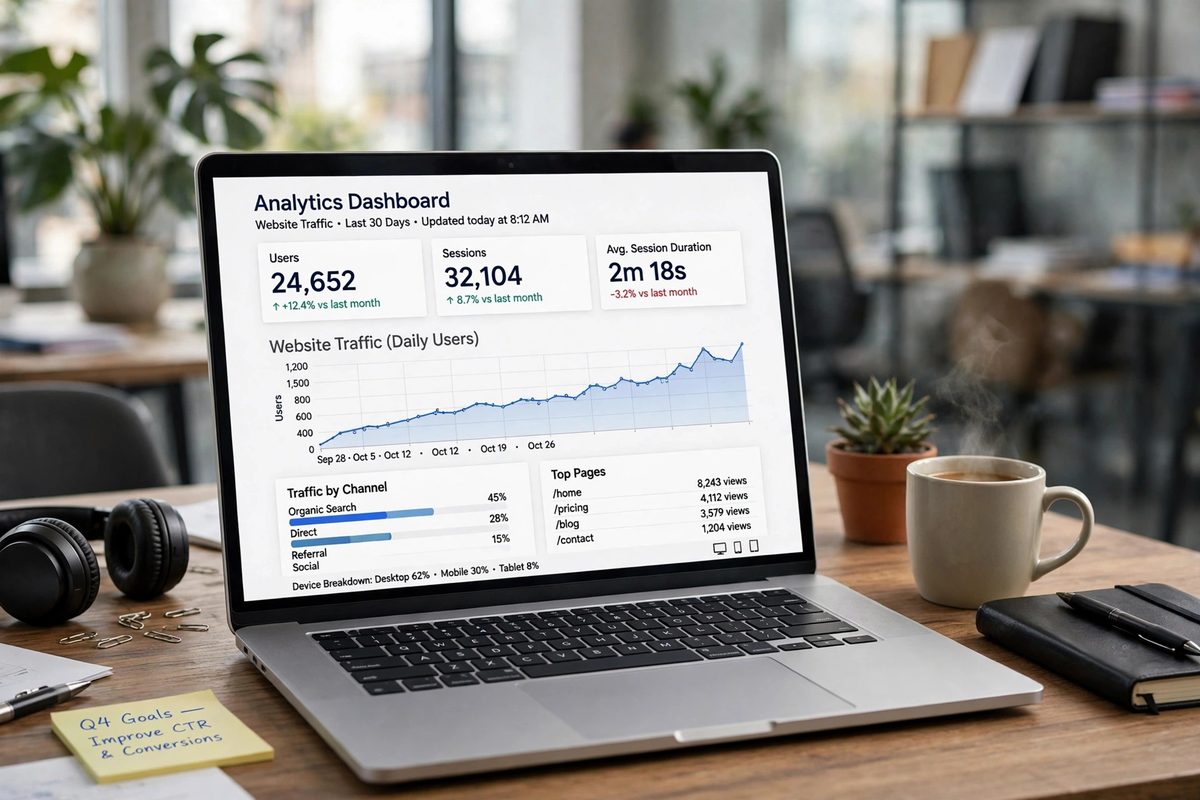 Analytics Dashboard
Website Traffic • Last 30 Days • Updated today at 8:12 AM
Users
24,652
↑ +12.4% vs last month
Sessions
32,104
↑ 8.7% vs last month
Avg. Session Duration
2m 18s
-3.2% vs last month
Website Traffic (Daily Users)
Users
1,200
1,500
800
600
400
0
Sep 28 · Oct 5 · Oct 12 • Oct 12 • Oct 19 • Oct 26
Traffic by Channel
Organic Search 45%
Direct 28%
Referral 15%
Social
Device Breakdown: Desktop 62% • Mobile 30% • Tablet 8%
Top Pages
/home 8,243 views
/pricing 4,112 views
/blog 3,579 views
/contact 1,204 views
Q4 Goals —
Improve CTR
& Conversions